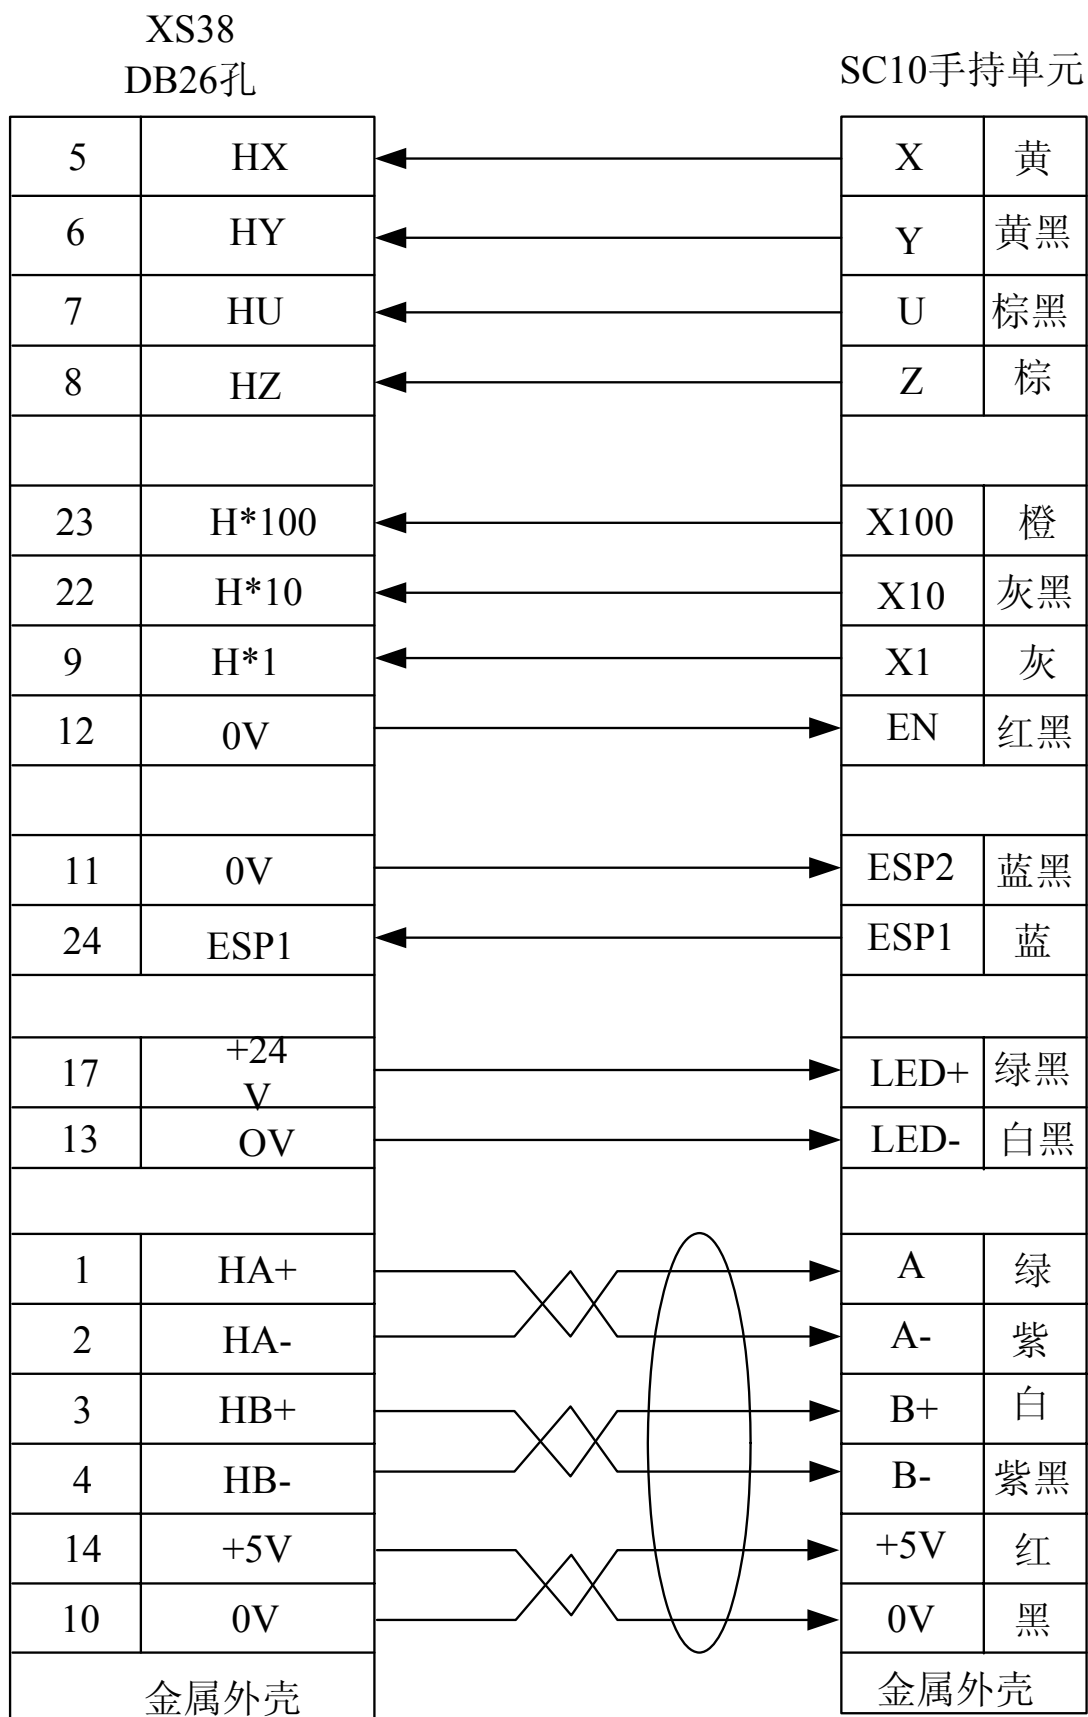 XS38
DB26孔
SC10手持单元
5 HX X 黄
6 HY Y 黄黑
7 HU U 棕黑
8 HZ Z 棕
23 H*100 X100 橙
22 H*10 X10 灰黑
9 H*1 X1 灰
12 0V EN 红黑
11 0V ESP2 蓝黑
24 ESP1 ESP1 蓝
17 +24
V LED+ 绿黑
13 OV LED- 白黑
1 HA+ A 绿
2 HA- A- 紫
3 HB+ B+ 白
4 HB- B- 紫黑
14 +5V +5V 红
10 0V 0V 黑
金属外壳 金属外壳